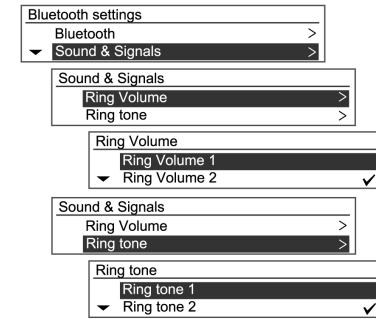 Bluetooth settings
Bluetooth >
Sound & Signals >
Sound & Signals
Ring Volume >
Ring tone >
Ring Volume
Ring Volume 1
Ring Volume 2 ✓
Sound & Signals
Ring Volume >
Ring tone >
Ring tone
Ring tone 1
Ring tone 2 ✓